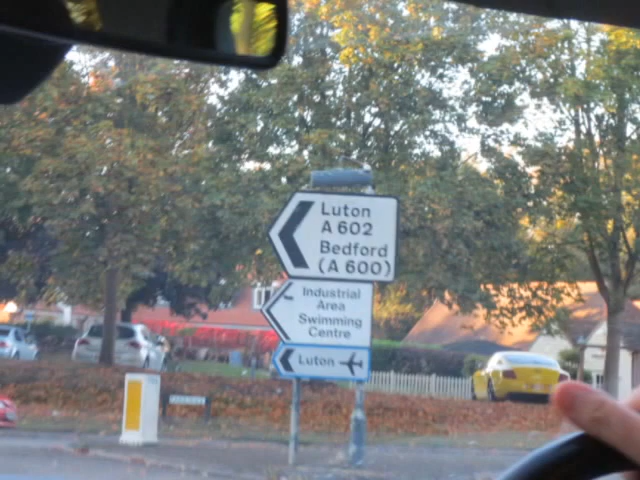 Luton
A 602
Bedford
(A 600)
Industrial
Area
Swimming
Centre
Luton